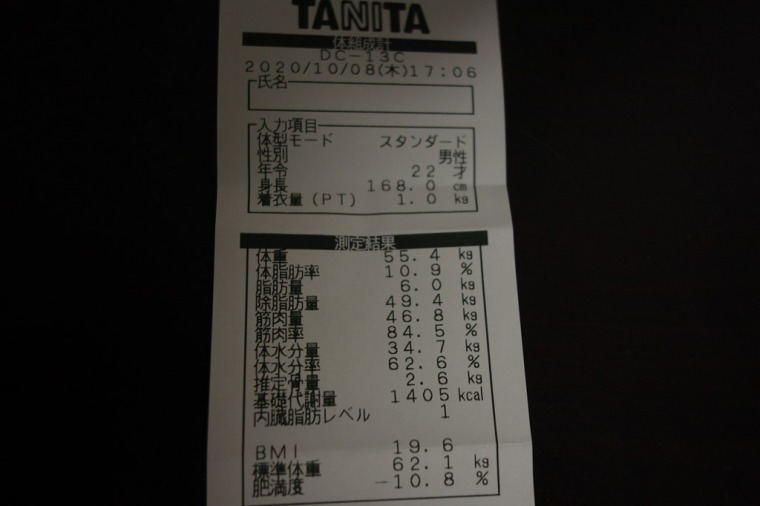 TANITA
体組成計
DC-13C
2020/10/08(木)17:06
氏名
入力項目
体型モード スタンダード
性別 男性
年令 22 才
身長 168.0 cm
着衣量(PT) 1.0 kg
測定結果
体重 55.4 kg
体脂肪率 10.9 %
脂肪量 6.0 kg
除脂肪量 49.4 kg
筋肉量 46.8 kg
筋肉率 84.5 %
体水分量 34.7 kg
体水分率 62.6 %
推定骨量 2.6 kg
基礎代謝量 1405 kcal
内臓脂肪レベル 1
BMI 19.6
標準体重 62.1 kg
肥満度 -10.8 %